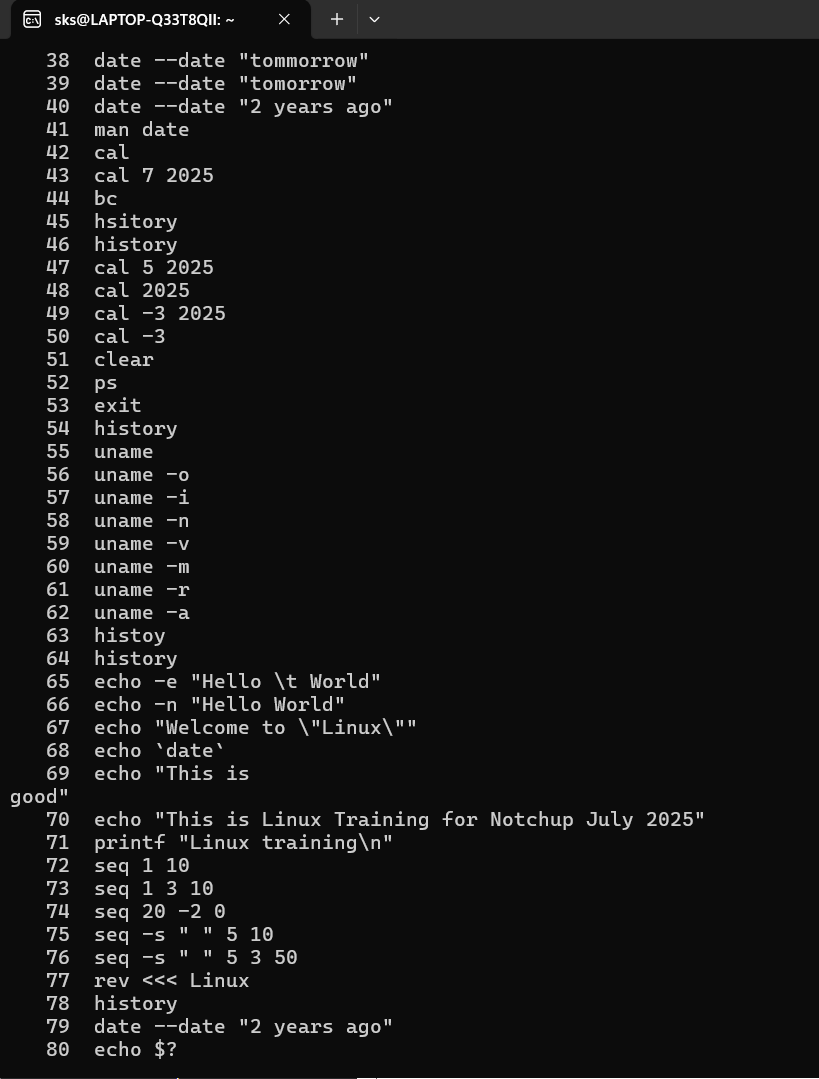 sks@LAPTOP-Q33T8QII: ~
38 date --date "tommorrow"
39 date --date "tomorrow"
40 date --date "2 years ago"
41 man date
42 cal
43 cal 7 2025
44 bc
45 hsitory
46 history
47 cal 5 2025
48 cal 2025
49 cal -3 2025
50 cal -3
51 clear
52 ps
53 exit
54 history
55 uname
56 uname -o
57 uname -i
58 uname -n
59 uname -v
60 uname -m
61 uname -r
62 uname -a
63 histoy
64 history
65 echo -e "Hello \t World"
66 echo -n "Hello World"
67 echo "Welcome to \"Linux\""
68 echo `date`
69 echo "This is
good"
70 echo "This is Linux Training for Notchup July 2025"
71 printf "Linux training\n"
72 seq 1 10
73 seq 1 3 10
74 seq 20 -2 0
75 seq -s " " 5 10
76 seq -s " " 5 3 50
77 rev <<< Linux
78 history
79 date --date "2 years ago"
80 echo $?